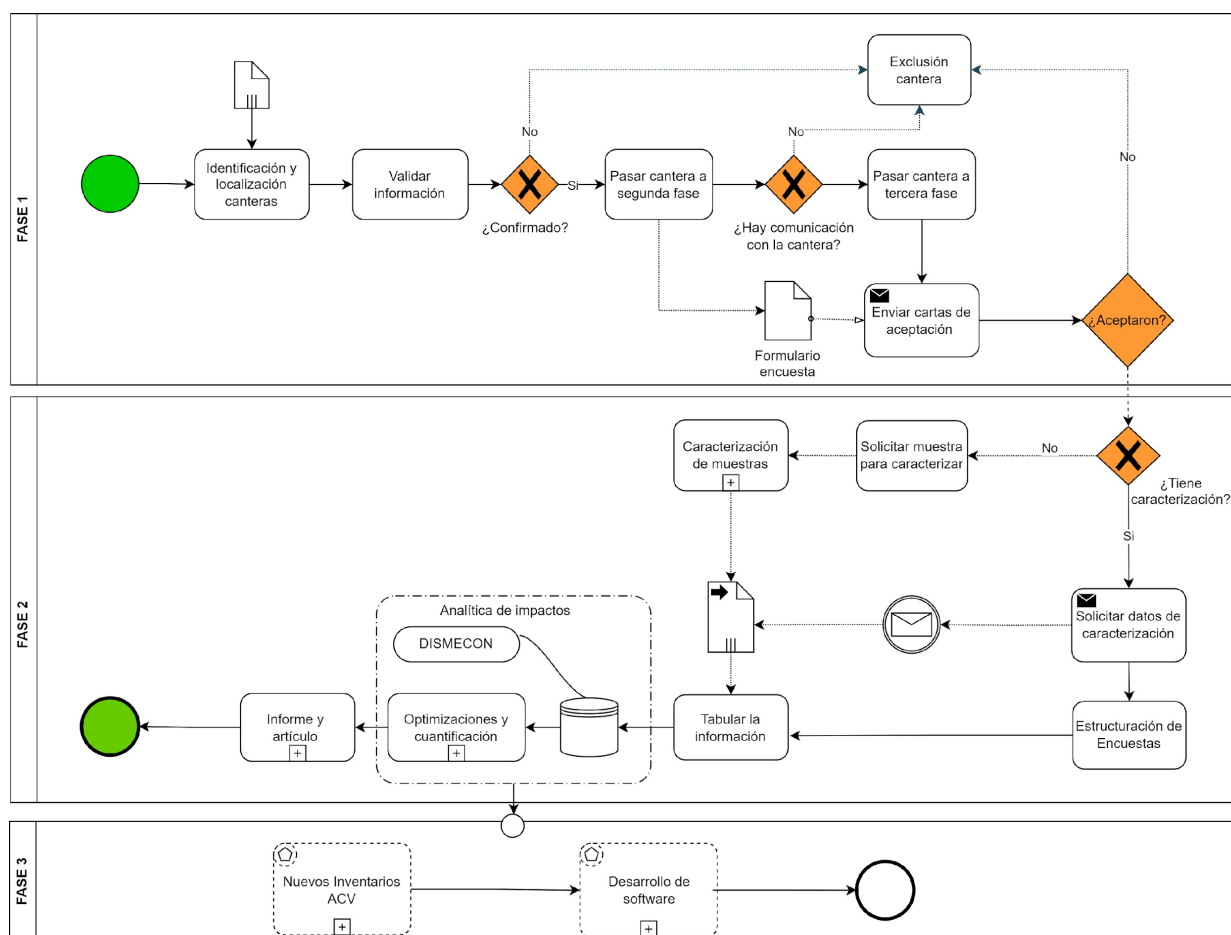 FASE 1
Exclusión
cantera
No
No
No
Identificación y
localización
canteras
Validar
información
Si
Pasar cantera a
segunda fase
Pasar cantera a
tercera fase
¿Confirmado?
¿Hay comunicación
con la cantera?
Enviar cartas de
aceptación
¿Aceptaron?
Formulario
encuesta
FASE 2
Caracterización
de muestras
Solicitar muestra
para caracterizar
No
¿Tiene
caracterización?
Si
Analítica de impactos
DISMECON
Solicitar datos de
caracterización
Informe y
artículo
Optimizaciones y
cuantificación
Tabular la
información
Estructuración de
Encuestas
FASE 3
Nuevos Inventarios
ACV
Desarrollo de
software